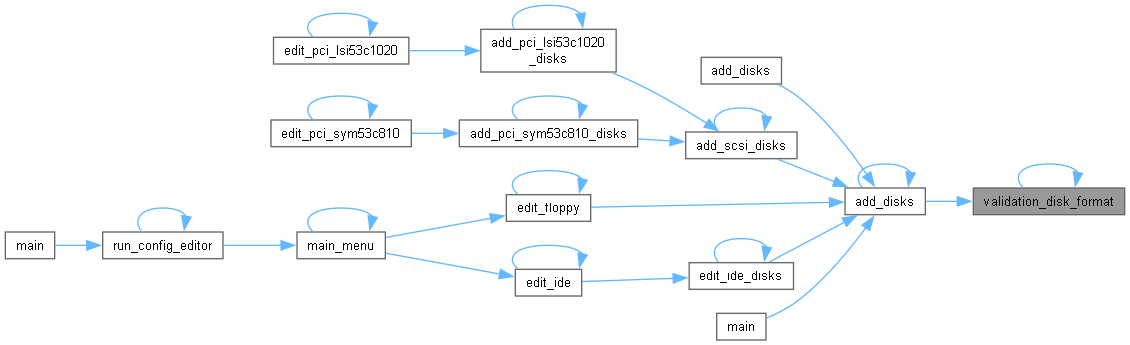 edit_pci_lsi53c1020
add_pci_lsi53c1020
_disks
add_disks
edit_pci_sym53c810
add_pci_sym53c810_disks
add_scsi_disks
edit_floppy
add_disks
validation_disk_format
main
run_config_editor
main_menu
edit_ide
edit_ide_disks
main